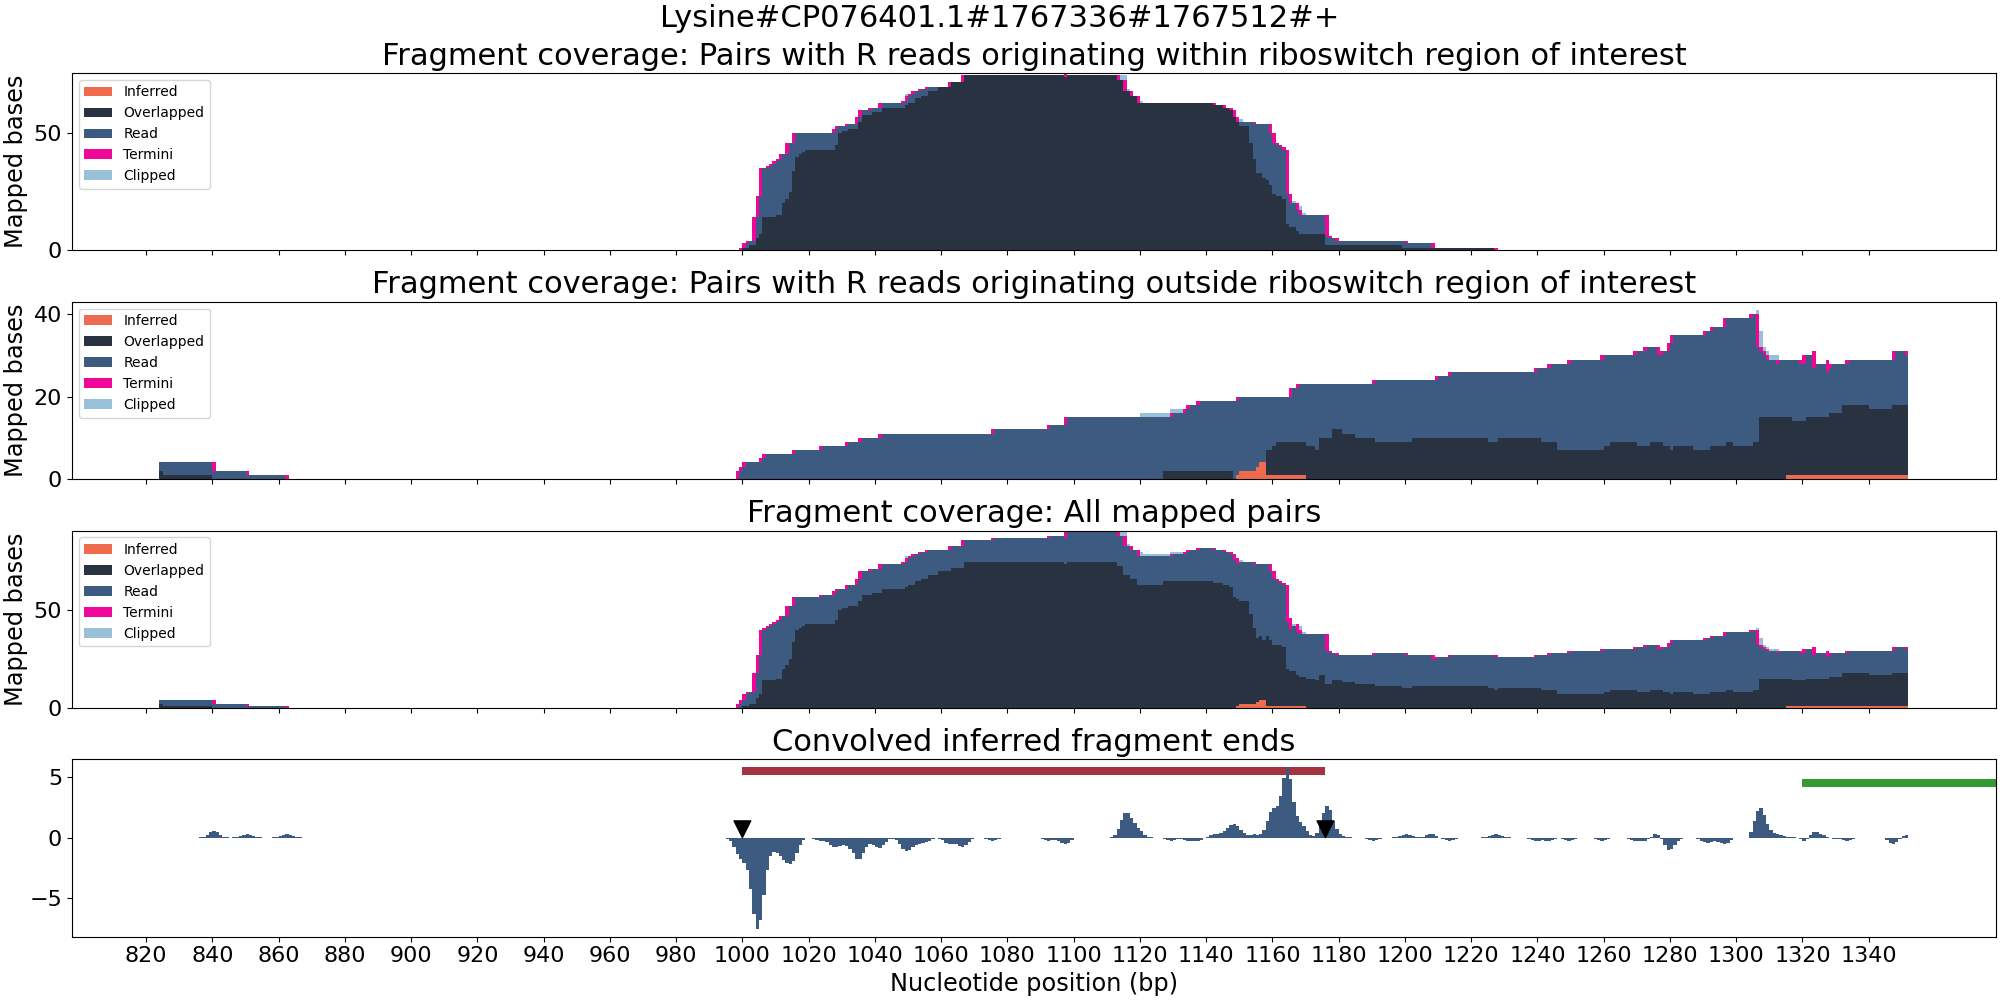 Lysine#CP076401.1#1767336#1767512#+
Fragment coverage: Pairs with R reads originating within riboswitch region of interest
Mapped bases
50
0
Inferred
Overlapped
Read
Termini
Clipped
Fragment coverage: Pairs with R reads originating outside riboswitch region of interest
Mapped bases
40
20
0
Inferred
Overlapped
Read
Termini
Clipped
Fragment coverage: All mapped pairs
Mapped bases
50
0
Inferred
Overlapped
Read
Termini
Clipped
Convolved inferred fragment ends
5
0
−5
820 840 860 880 900 920 940 960 980 1000 1020 1040 1060 1080 1100 1120 1140 1160 1180 1200 1220 1240 1260 1280 1300 1320 1340
Nucleotide position (bp)